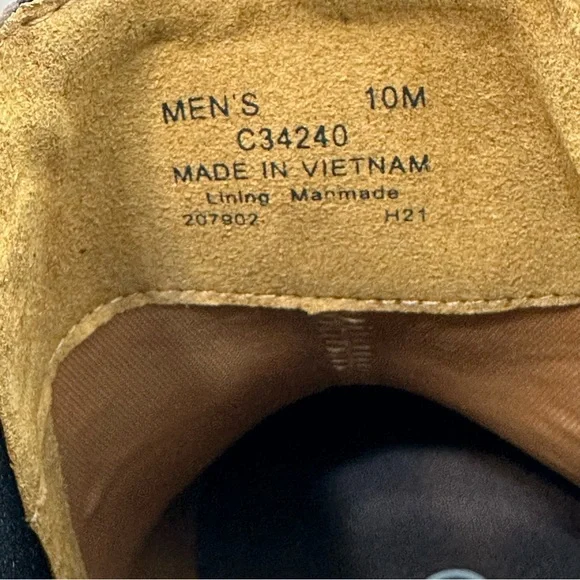 MEN'S 10M
C34240
MADE IN VIETNAM
Lining Manmade
207902 H21